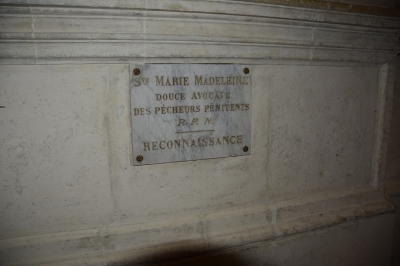 STE MARIE MADELEINE
DOUCE AVOCATE
DES PÉCHEURS PÉNITENTS
R. P. N.
RECONNAISSANCE